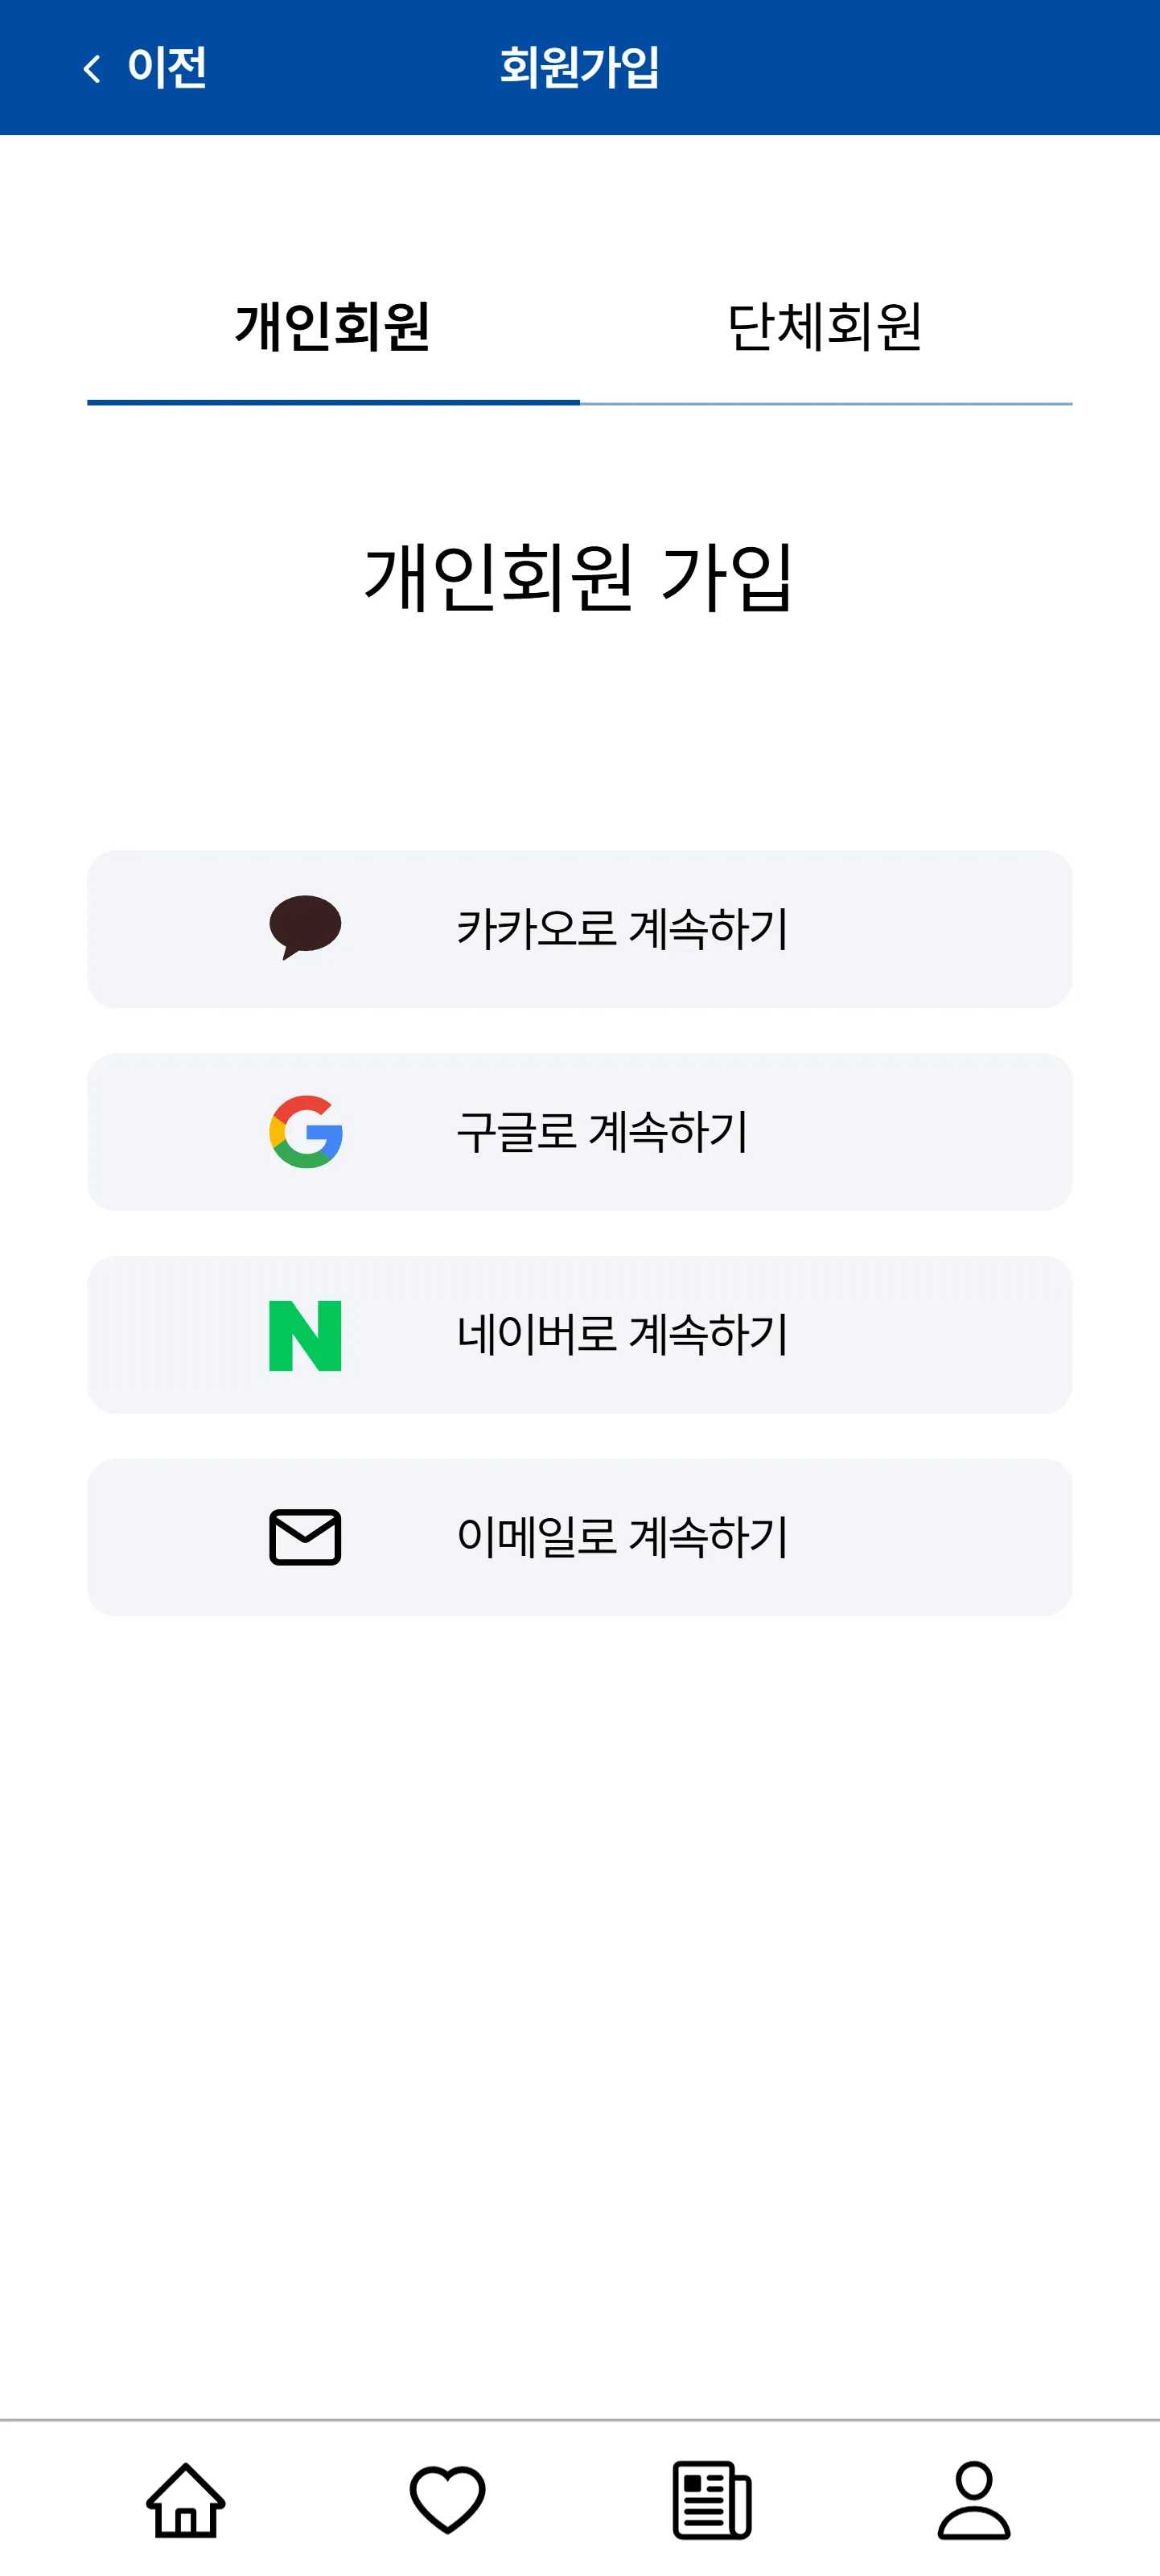 이전
회원가입
개인회원
단체회원
개인회원 가입
카카오로 계속하기
구글로 계속하기
네이버로 계속하기
이메일로 계속하기